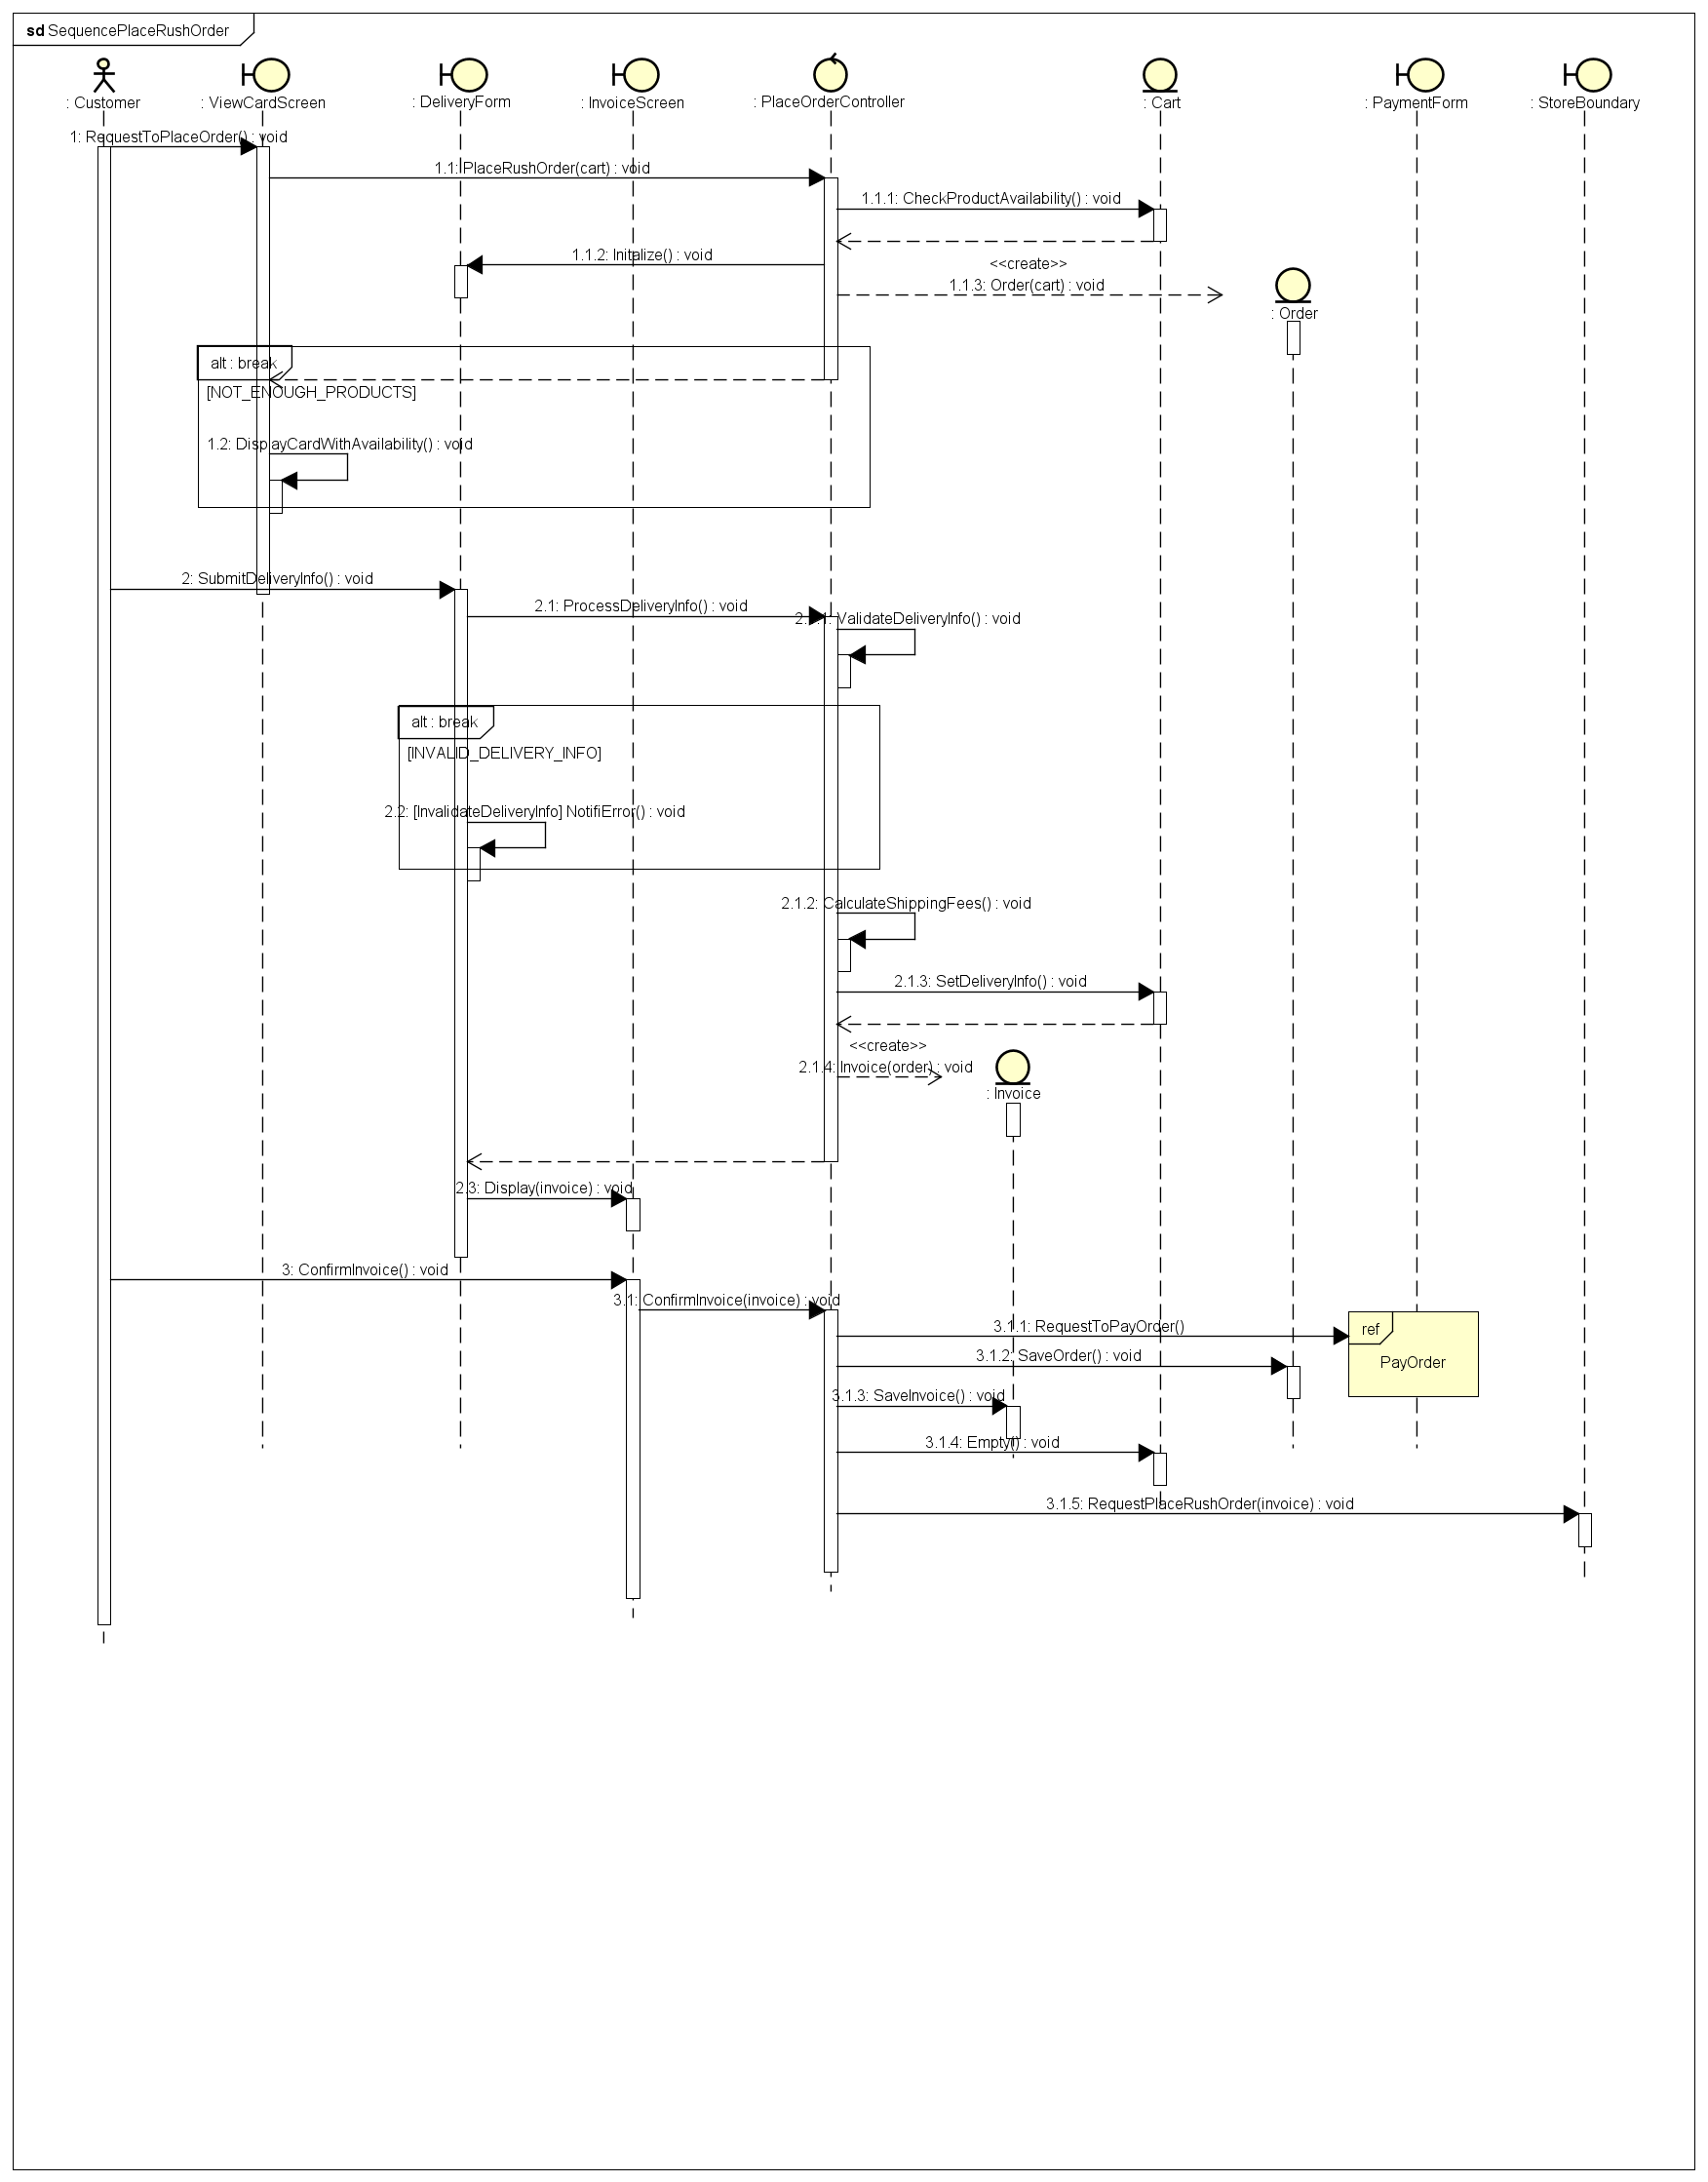 sd SequencePlaceRushOrder
: Customer
: ViewCardScreen
: DeliveryForm
: InvoiceScreen
: PlaceOrderController
: Cart
: PaymentForm
: StoreBoundary
1: RequestToPlaceOrder() : void
1.1: PlaceRushOrder(cart) : void
1.1.1: CheckProductAvailability() : void
1.1.2: Initalize() : void
<<create>>
1.1.3: Order(cart) : void
: Order
alt : break
[NOT_ENOUGH_PRODUCTS]
1.2: DisplayCardWithAvailability() : void
2: SubmitDeliveryInfo() : void
2.1: ProcessDeliveryInfo() : void
2.1.1: ValidateDeliveryInfo() : void
alt : break
[INVALID_DELIVERY_INFO]
2.2: [InvalidateDeliveryInfo] NotifiError() : void
2.1.2: CalculateShippingFees() : void
2.1.3: SetDeliveryInfo() : void
<<create>>
2.1.4: Invoice(order) : void
: Invoice
2.3: Display(invoice) : void
3: ConfirmInvoice() : void
3.1: ConfirmInvoice(invoice) : void
3.1.1: RequestToPayOrder()
ref
3.1.2: SaveOrder() : void
PayOrder
3.1.3: SaveInvoice() : void
3.1.4: Empty() : void
3.1.5: RequestPlaceRushOrder(invoice) : void